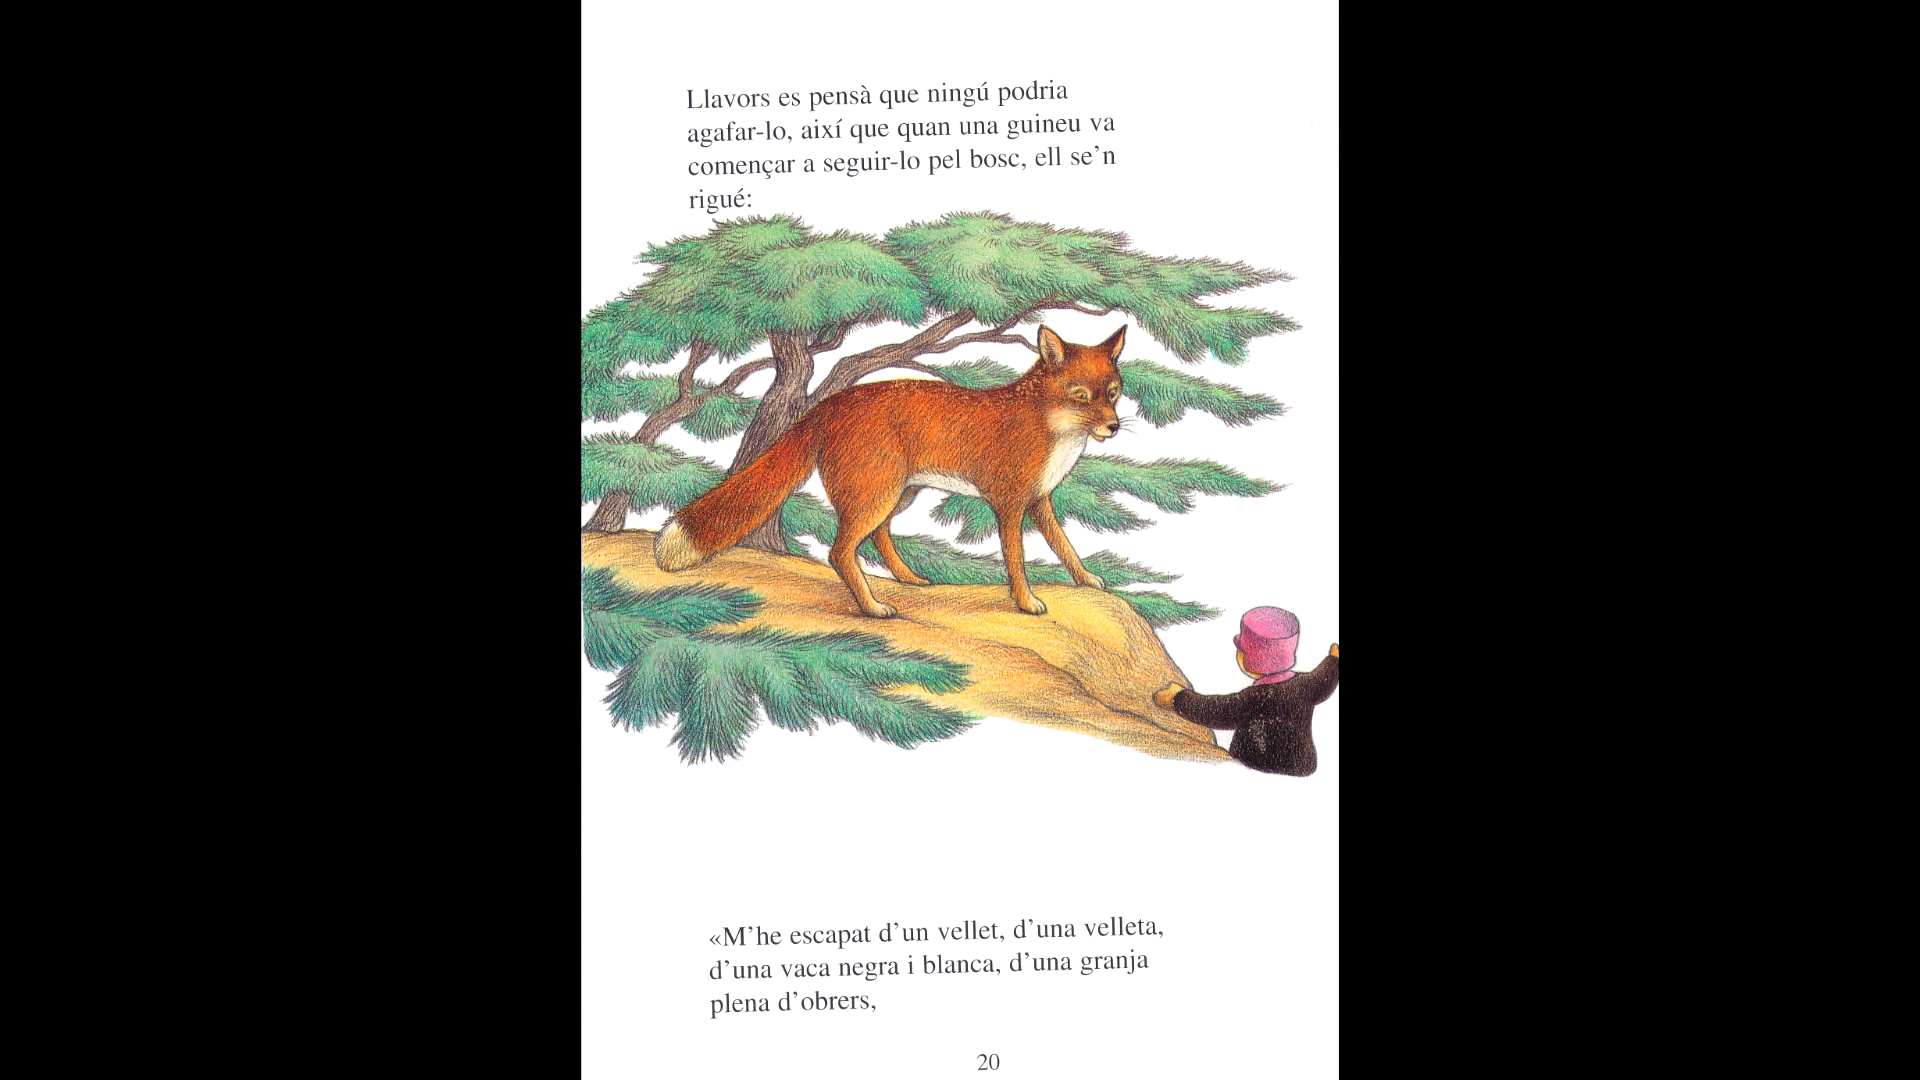 Llavors es pensà que ningú podria
agafar-lo, així que quan una guineu va
començar a seguir-lo pel bosc, ell se’n
rigué:
«M’he escapat d’un vellet, d’una velleta,
d’una vaca negra i blanca, d’una granja
plena d’obrers,
20